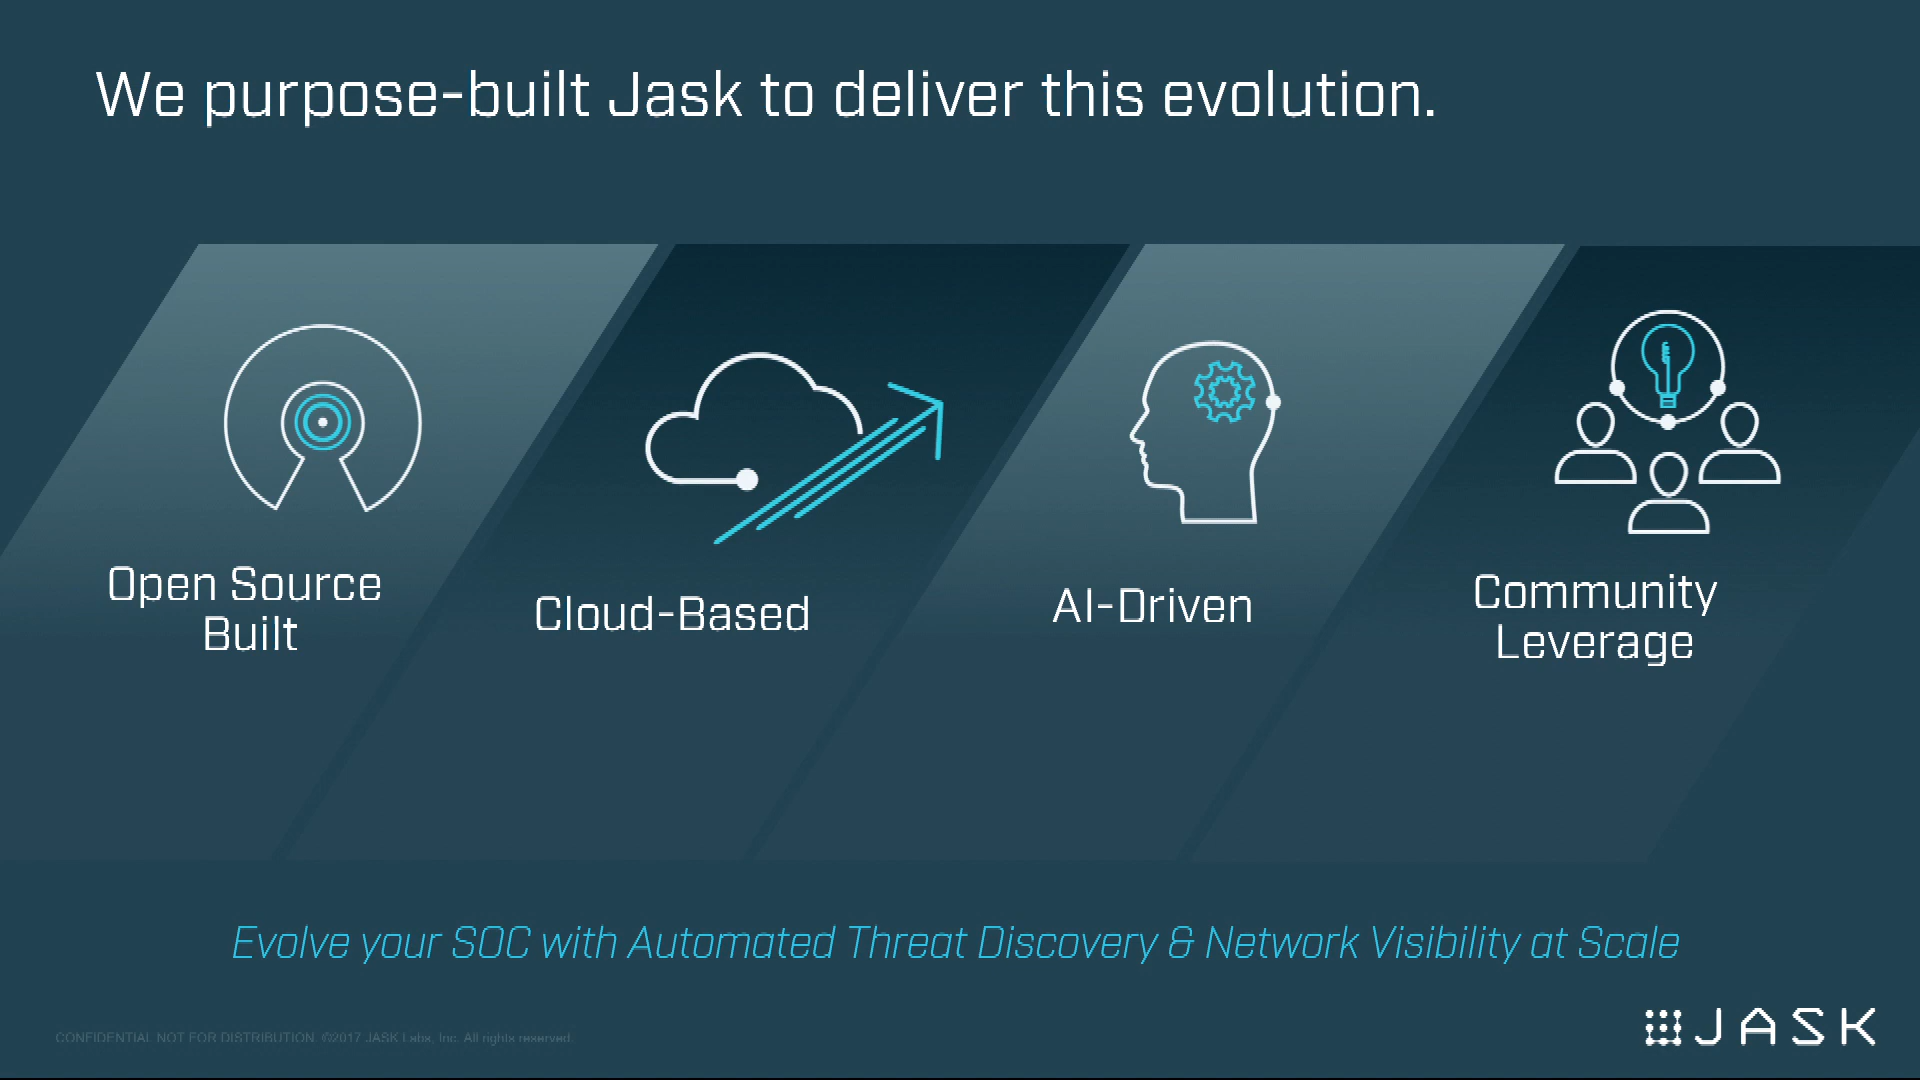 We purpose-built Jask to deliver this evolution.
Open Source
Built
Cloud-Based
AI-Driven
Community
Leverage
Evolve your SOC with Automated Threat Discovery & Network Visibility at Scale
CONFIDENTIAL NOT FOR DISTRIBUTION. ©2017 JASK Labs, Inc. All rights reserved.
JASK